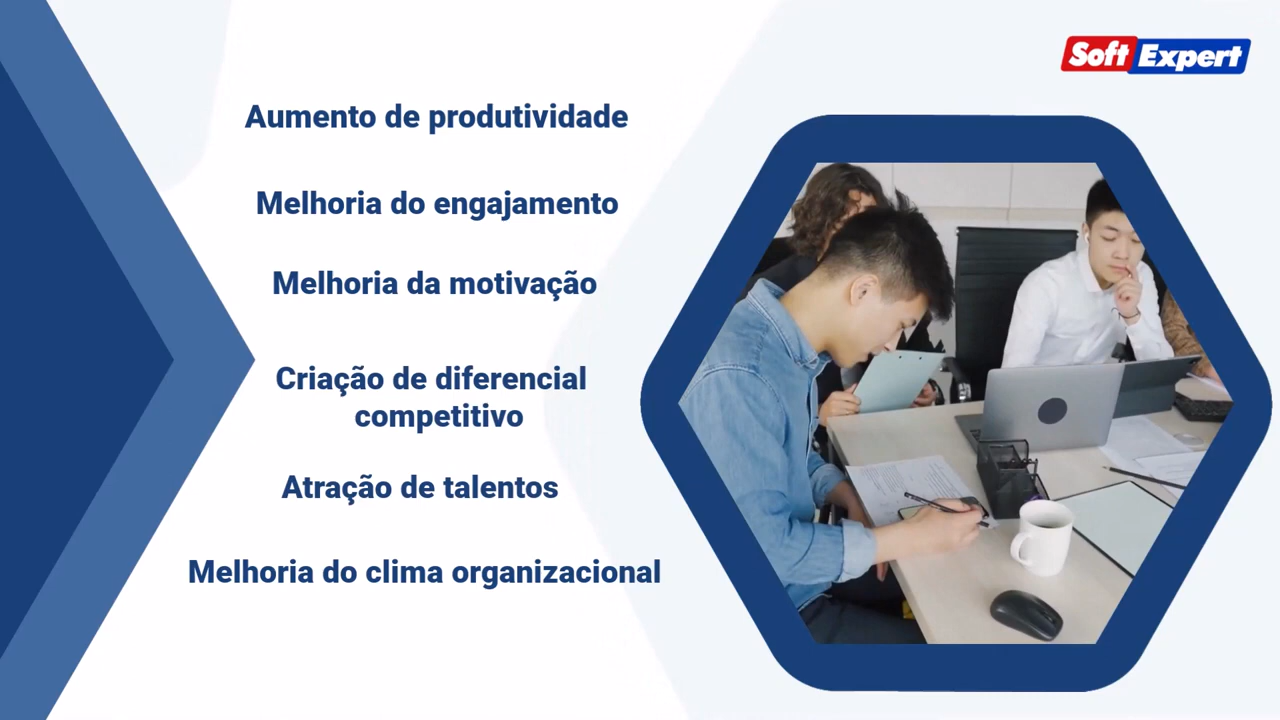 Soft Expert
Aumento de produtividade
Melhoria do engajamento
Melhoria da motivação
Criação de diferencial
competitivo
Atração de talentos
Melhoria do clima organizacional